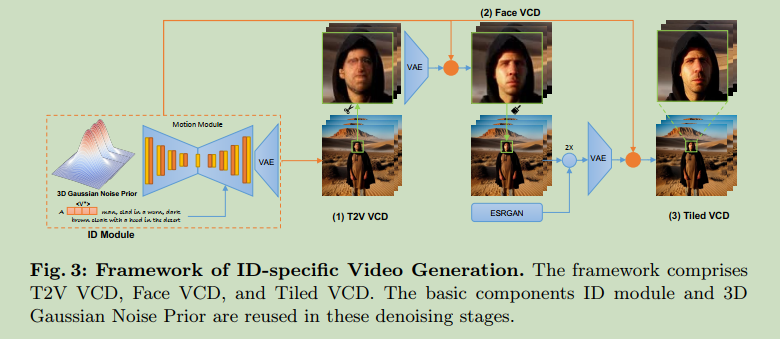 (2) Face VCD
VAE
Motion Module
VAE
3D Gaussian Noise Prior
<V*>
A man, clad in a worn, dark
brown cloak with a hood in the desert
ID Module
(1) T2V VCD
2X
VAE
ESRGAN
(3) Tiled VCD
Fig. 3: Framework of ID-specific Video Generation. The framework comprises
T2V VCD, Face VCD, and Tiled VCD. The basic components ID module and 3D
Gaussian Noise Prior are reused in these denoising stages.